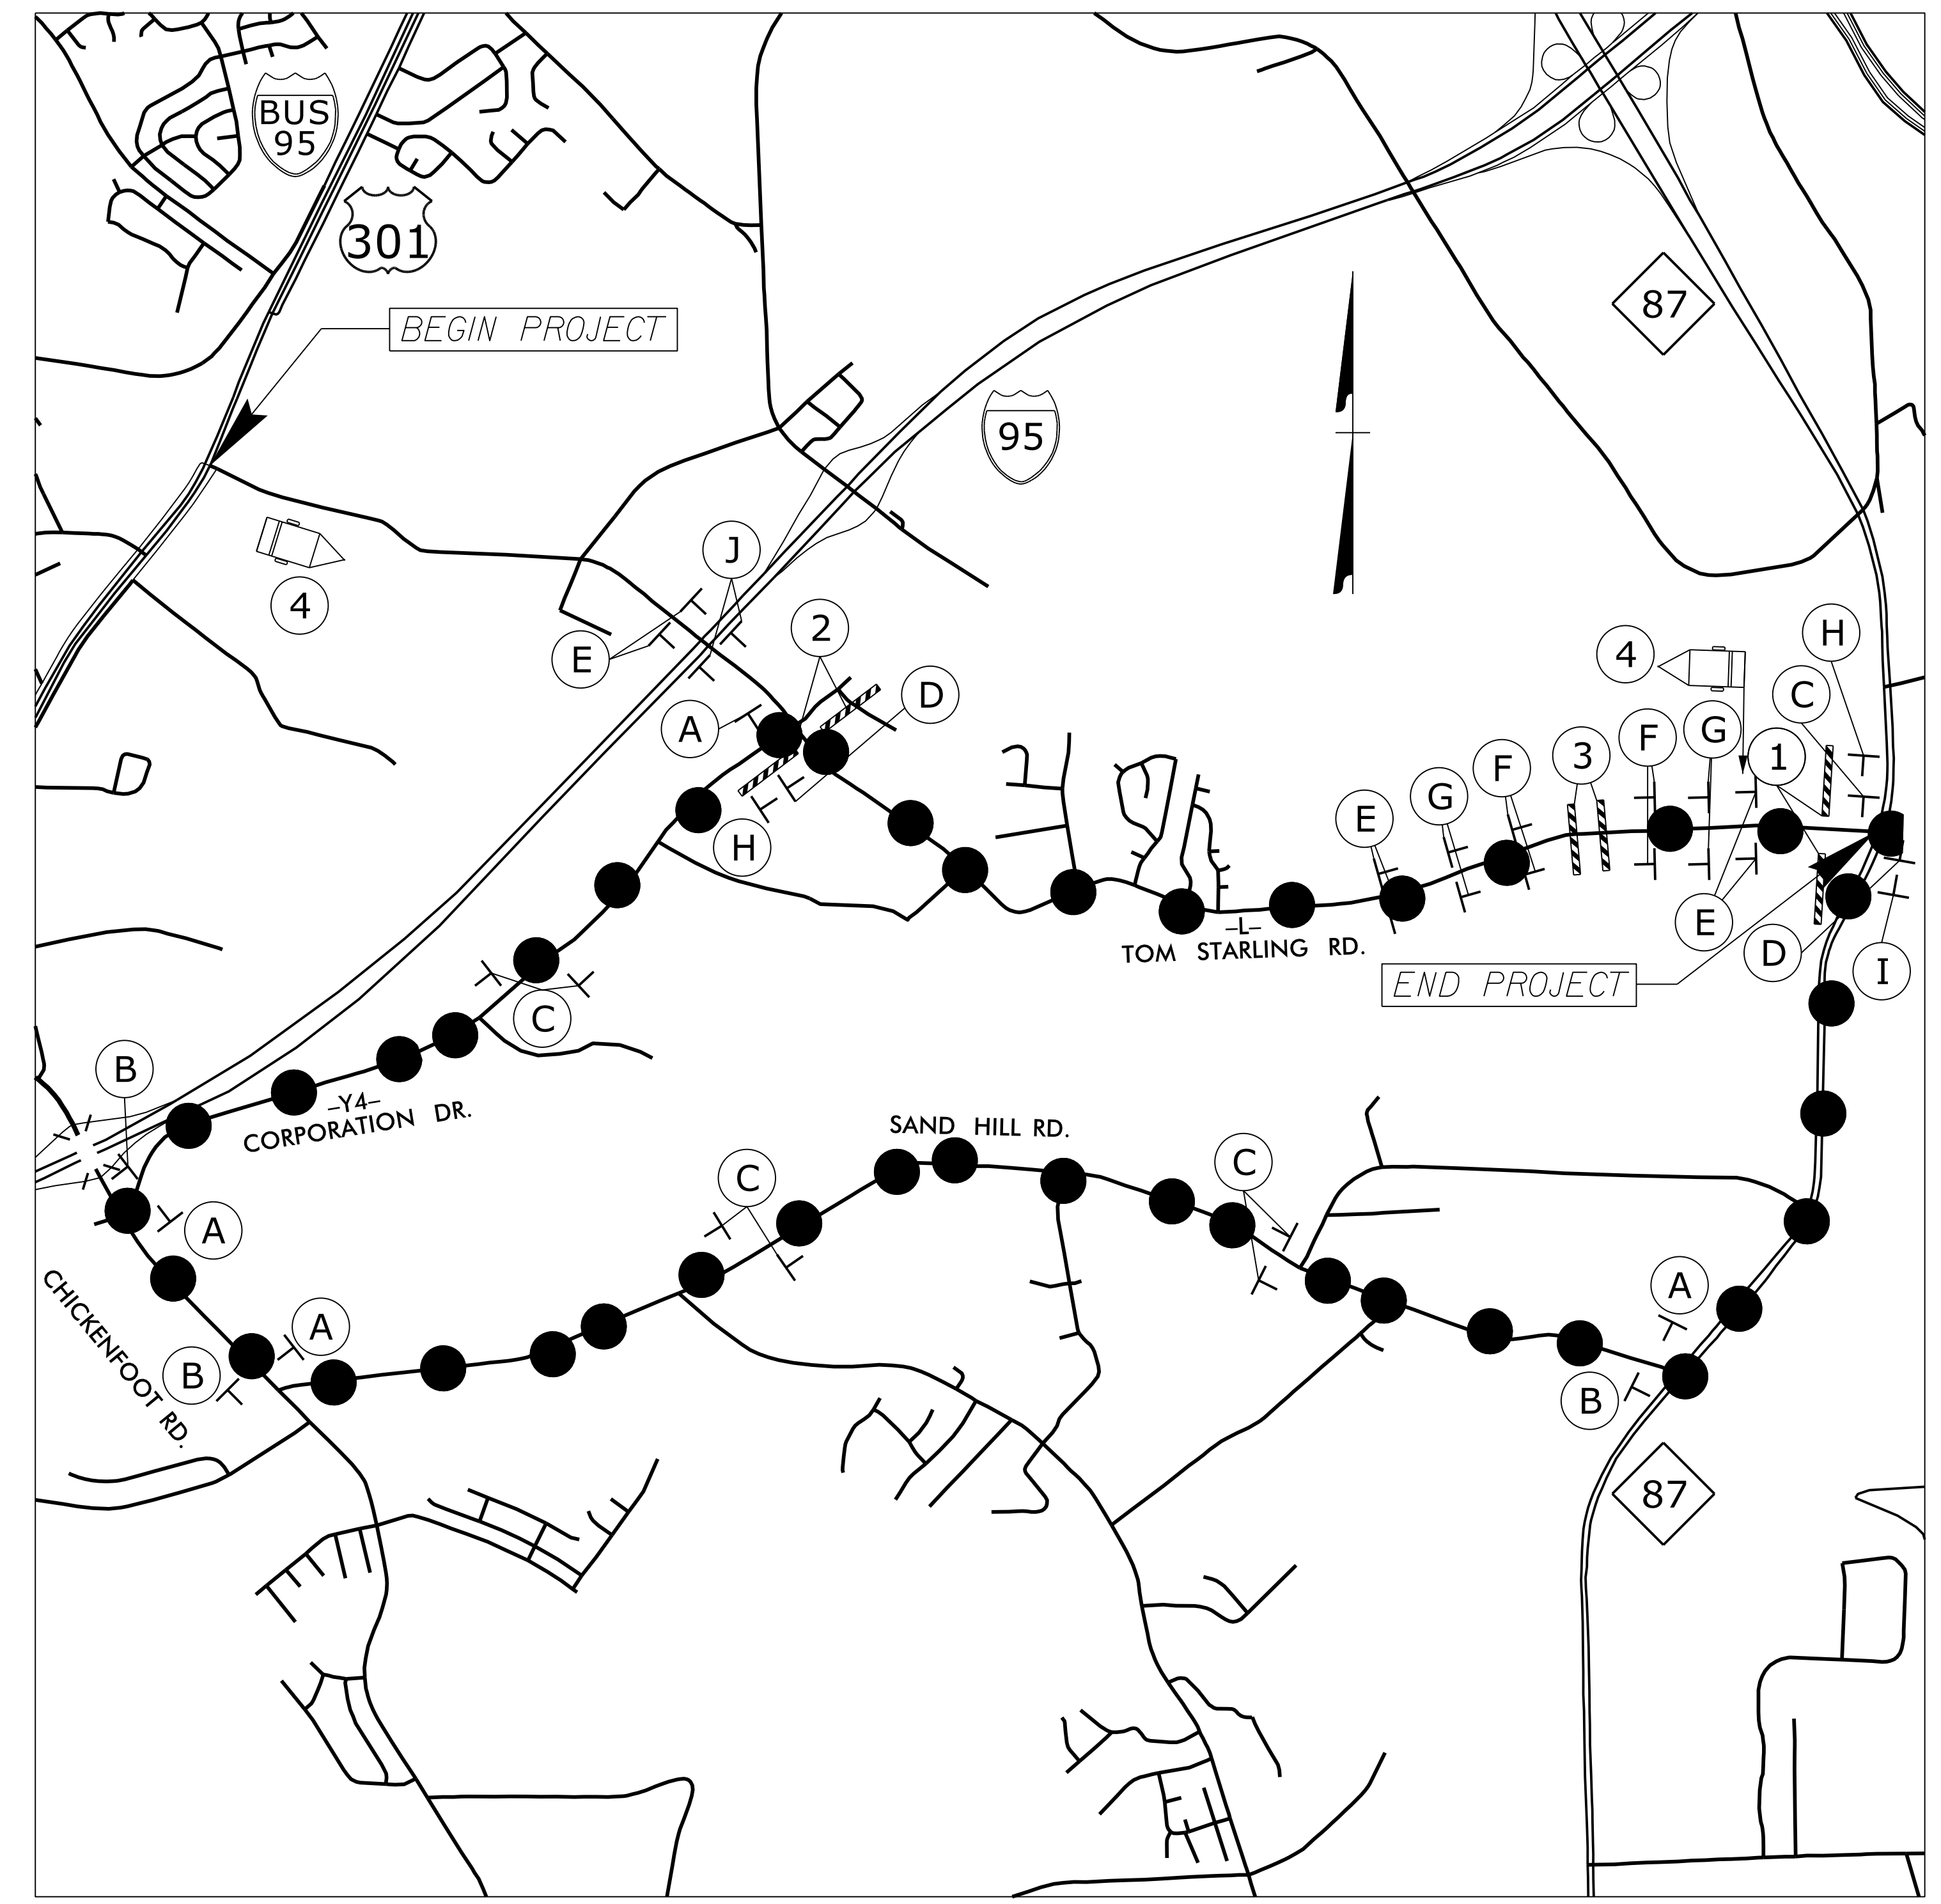 BUS
95
301
87
BEGIN PROJECT
95
J
4
2
H
E
4
D
C
A
G
F
3
1
F
G
E
H
–L–
TOM STARLING RD.
E
D
I
END PROJECT
C
B
–Y4–
CORPORATION DR.
SAND HILL RD.
C
C
A
A
A
CHICKENFOOT RD.
B
B
87